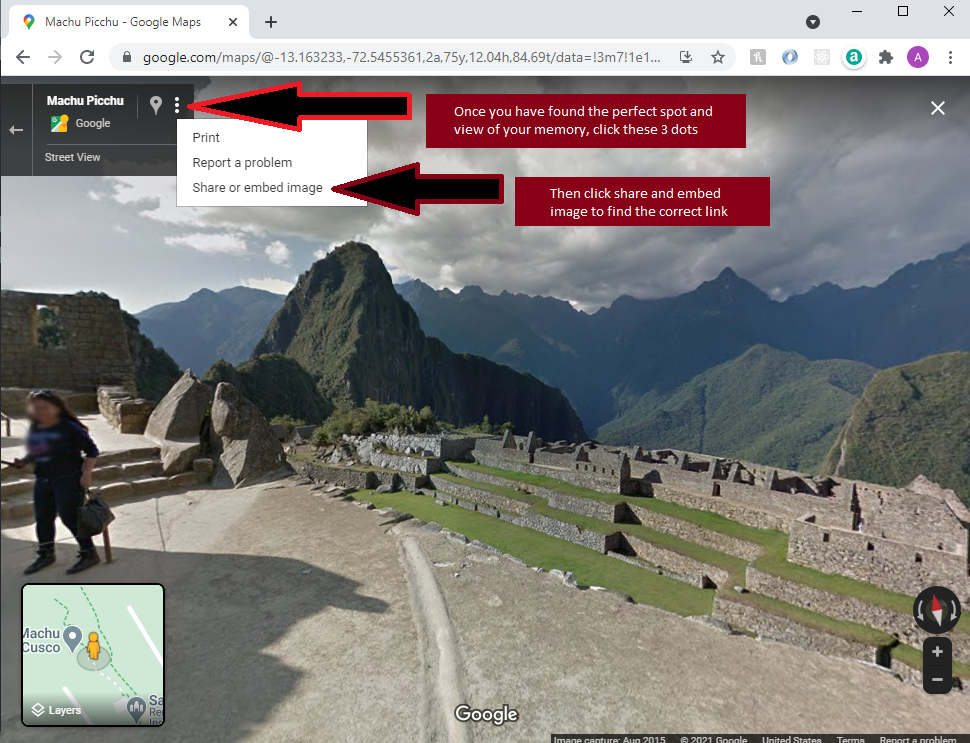 Machu Picchu - Google Maps
google.com/maps/@-13.163233,-72.5455361,2a,75y,12.04h,84.69t/data=!3m7!1e1...
A
Machu Picchu
Google
Street View
Print
Report a problem
Share or embed image
Once you have found the perfect spot and
view of your memory, click these 3 dots
Then click share and embed
image to find the correct link
Machu
Cusco
Sa
Re
In
Layers
Google
Image capture: Aug 2015 © 2021 Google United States Terms Report a problem